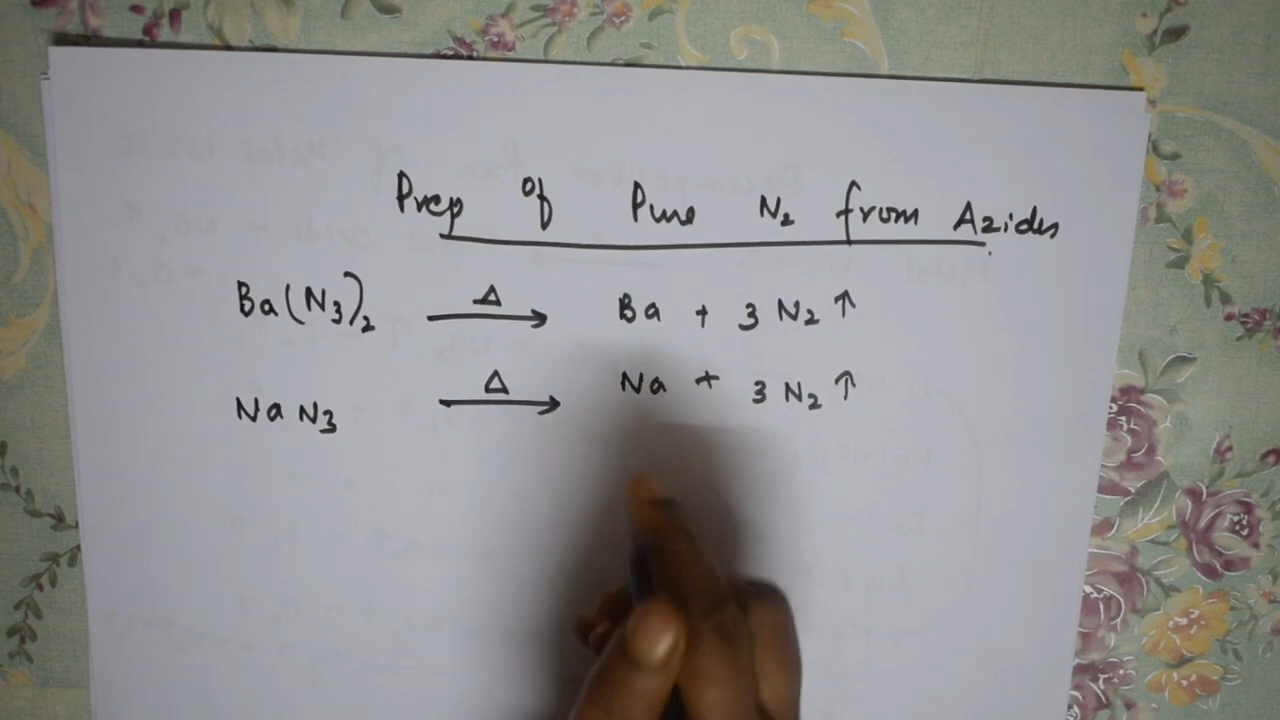 Prep of Pure N₂ from Azides
Ba(N₃)₂ Δ→ Ba + 3 N₂ ↑
Na N₃ Δ→ Na + 3 N₂ ↑